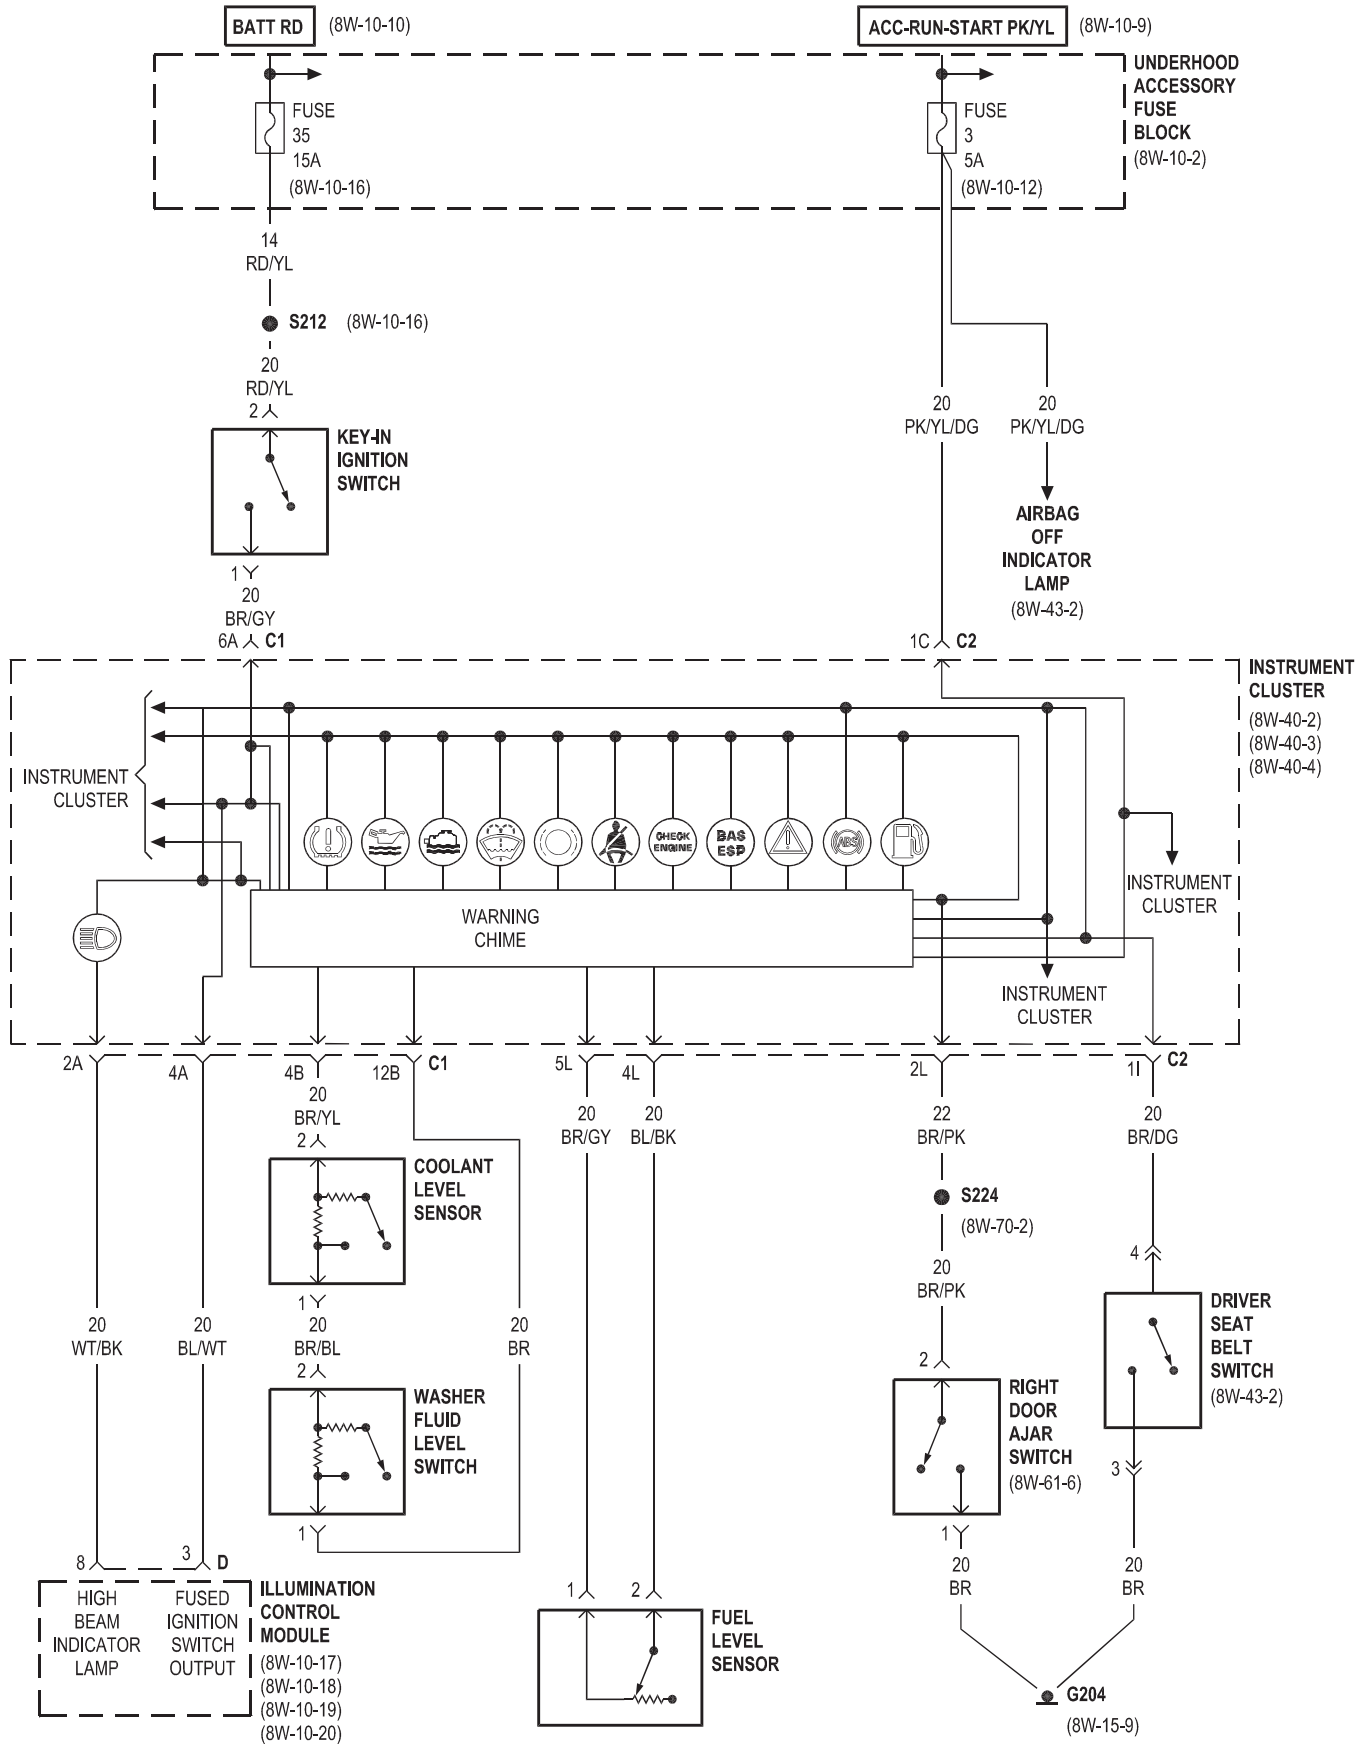 BATT RD (8W-10-10)
ACC-RUN-START PK/YL (8W-10-9)
UNDERHOOD
ACCESSORY
FUSE
BLOCK
(8W-10-2)
FUSE
35
15A
(8W-10-16)
FUSE
3
5A
(8W-10-12)
14
RD/YL
S212 (8W-10-16)
20
RD/YL
2
KEY-IN
IGNITION
SWITCH
1
20
BR/GY
6A C1
20
PK/YL/DG
20
PK/YL/DG
AIRBAG
OFF
INDICATOR
LAMP
(8W-43-2)
1C C2
INSTRUMENT
CLUSTER
(8W-40-2)
(8W-40-3)
(8W-40-4)
INSTRUMENT
CLUSTER
CHECK
ENGINE
BAS
ESP
ABS
INSTRUMENT
CLUSTER
WARNING
CHIME
INSTRUMENT
CLUSTER
2A
4A
4B
12B
C1
5L
4L
2L
1I
C2
20
BR/YL
2
COOLANT
LEVEL
SENSOR
1
20
BR/BL
2
WASHER
FLUID
LEVEL
SWITCH
1
20
BR
20
WT/BK
20
BL/WT
8
3
D
HIGH
BEAM
INDICATOR
LAMP
FUSED
IGNITION
SWITCH
OUTPUT
ILLUMINATION
CONTROL
MODULE
(8W-10-17)
(8W-10-18)
(8W-10-19)
(8W-10-20)
20
BR/GY
20
BL/BK
1
2
FUEL
LEVEL
SENSOR
22
BR/PK
S224
(8W-70-2)
20
BR/PK
2
RIGHT
DOOR
AJAR
SWITCH
(8W-61-6)
1
20
BR
20
BR/DG
4
DRIVER
SEAT
BELT
SWITCH
(8W-43-2)
3
20
BR
G204
(8W-15-9)